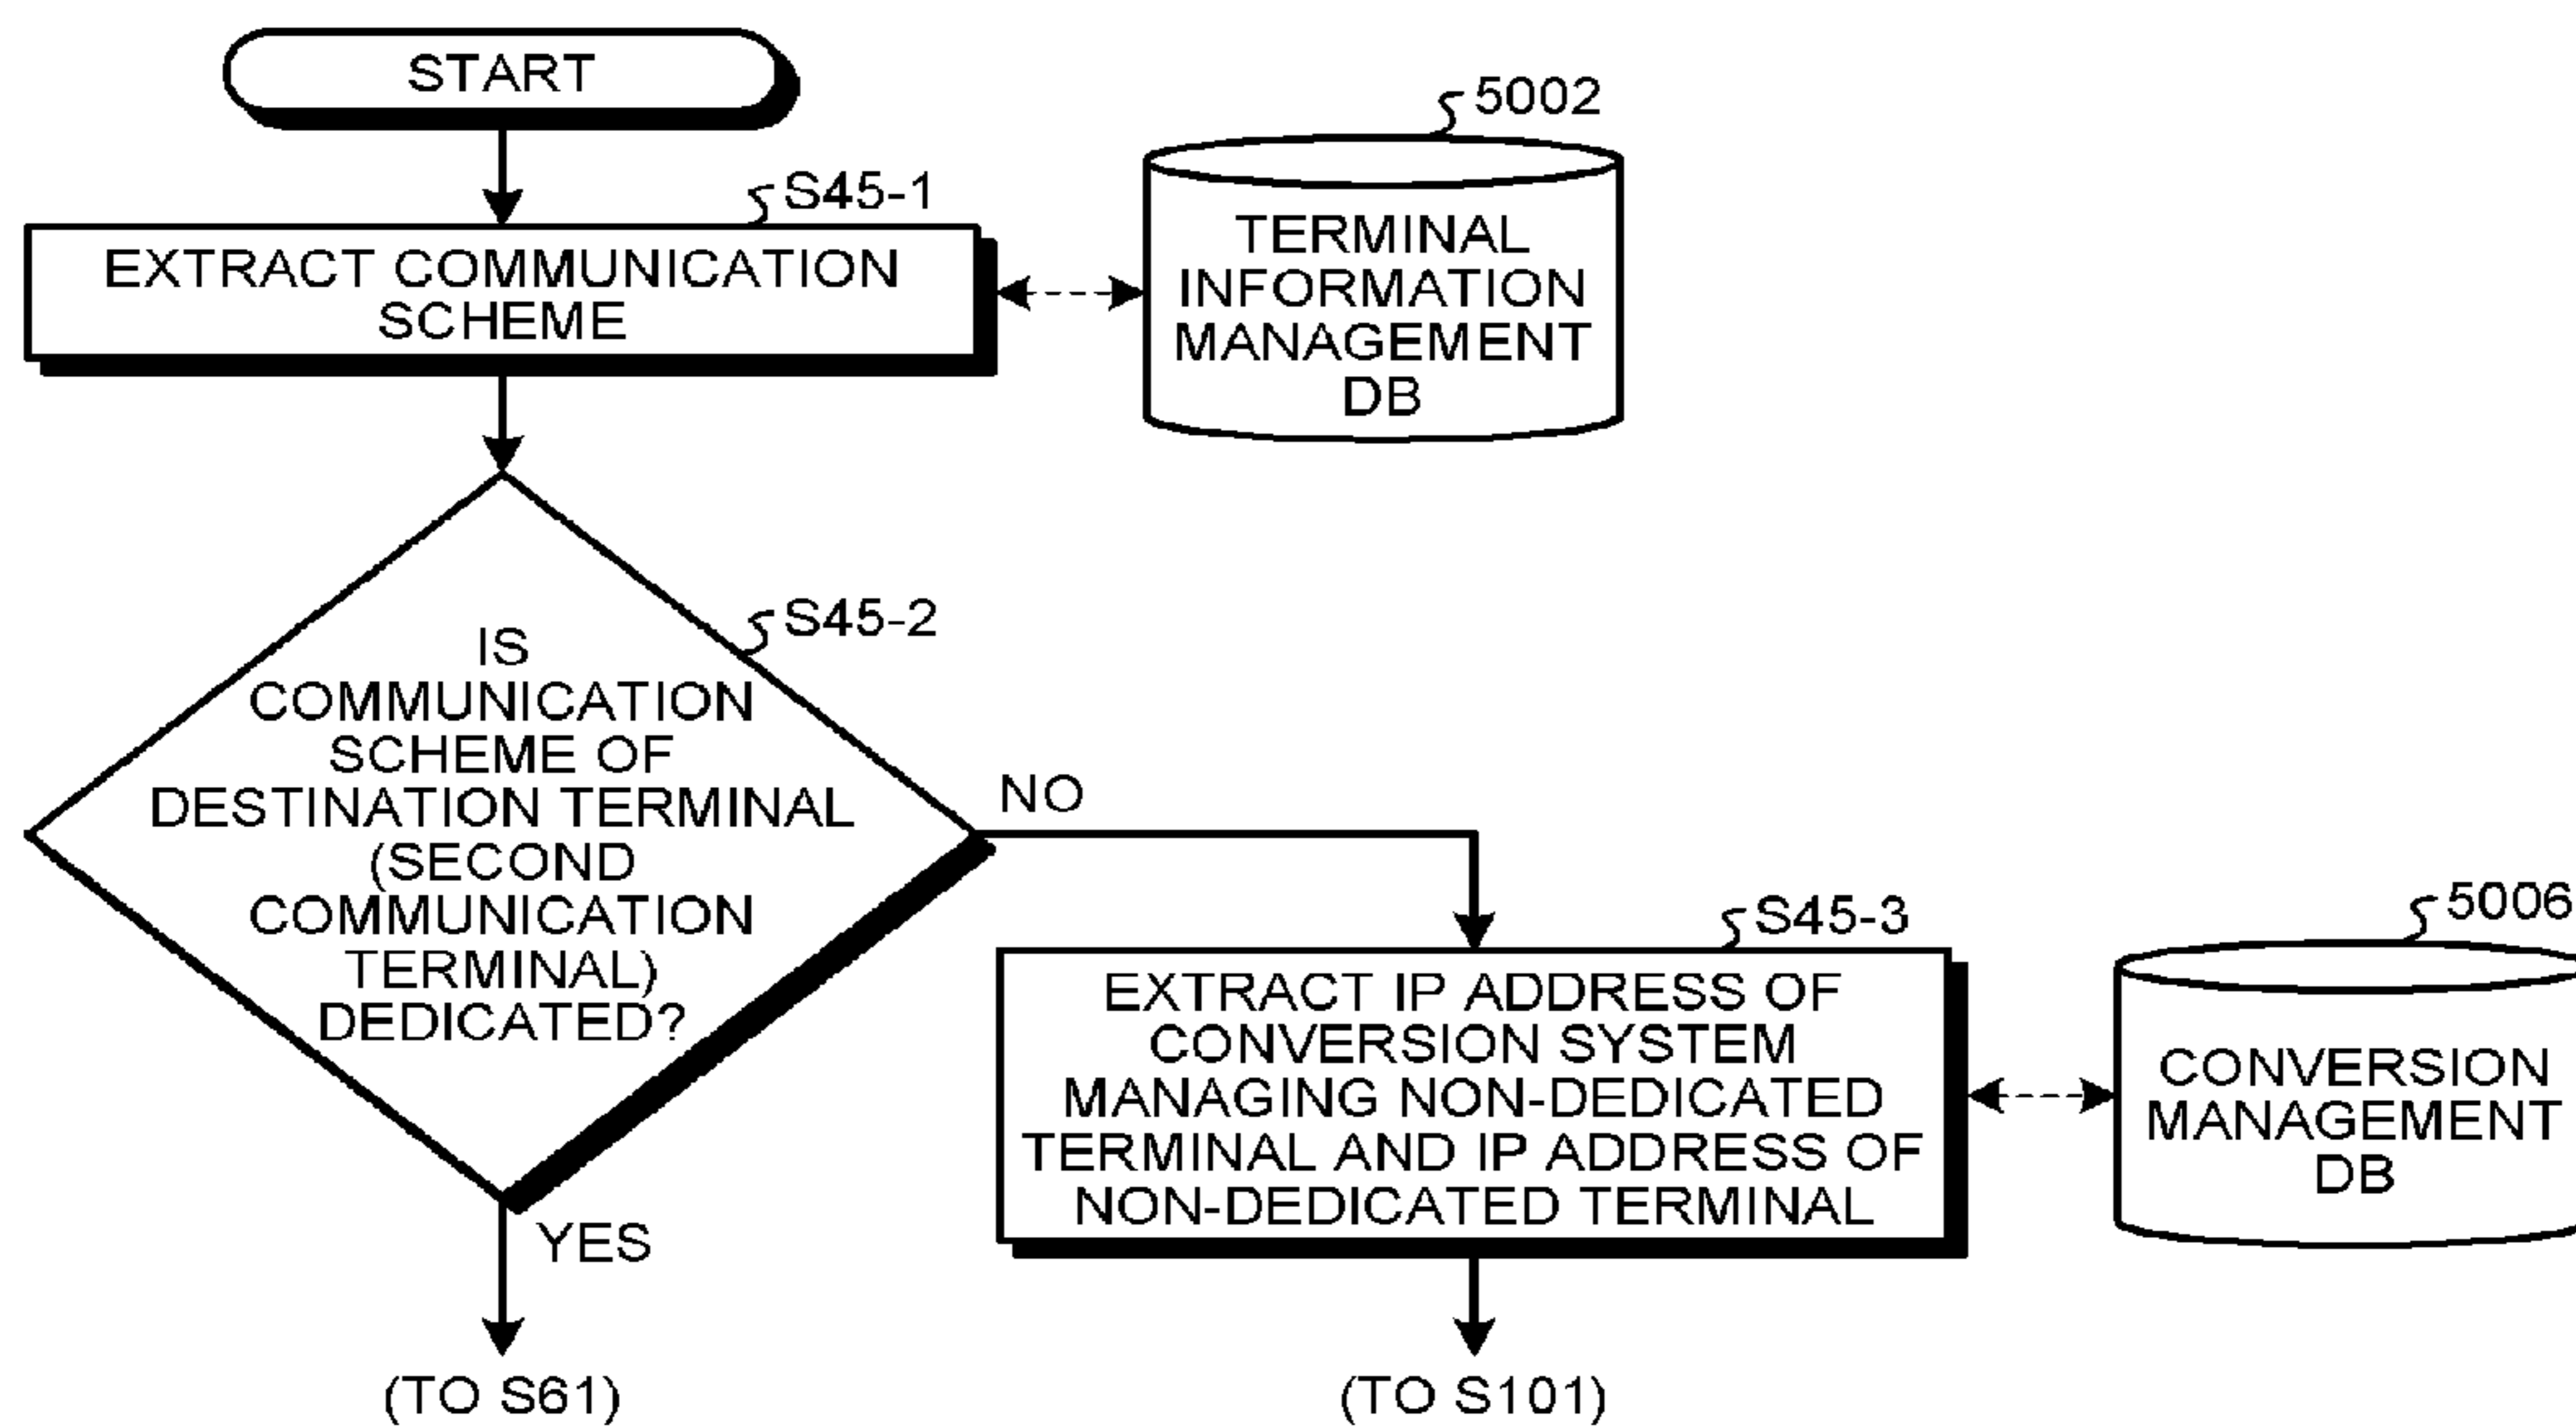 START
5002
S45-1
EXTRACT COMMUNICATION
SCHEME
TERMINAL
INFORMATION
MANAGEMENT
DB
S45-2
IS
COMMUNICATION
SCHEME OF
DESTINATION TERMINAL
(SECOND
COMMUNICATION
TERMINAL)
DEDICATED?
NO
YES
S45-3
EXTRACT IP ADDRESS OF
CONVERSION SYSTEM
MANAGING NON-DEDICATED
TERMINAL AND IP ADDRESS OF
NON-DEDICATED TERMINAL
5006
CONVERSION
MANAGEMENT
DB
(TO S61)
(TO S101)